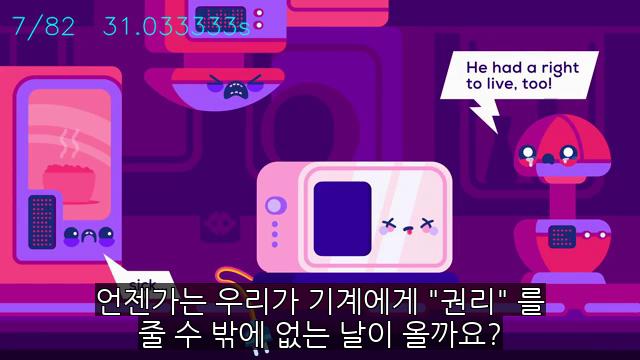 7/82 31.033333s
He had a right
to live, too!
sick
언젠가는 우리가 기계에게 "권리" 를
줄 수 밖에 없는 날이 올까요?